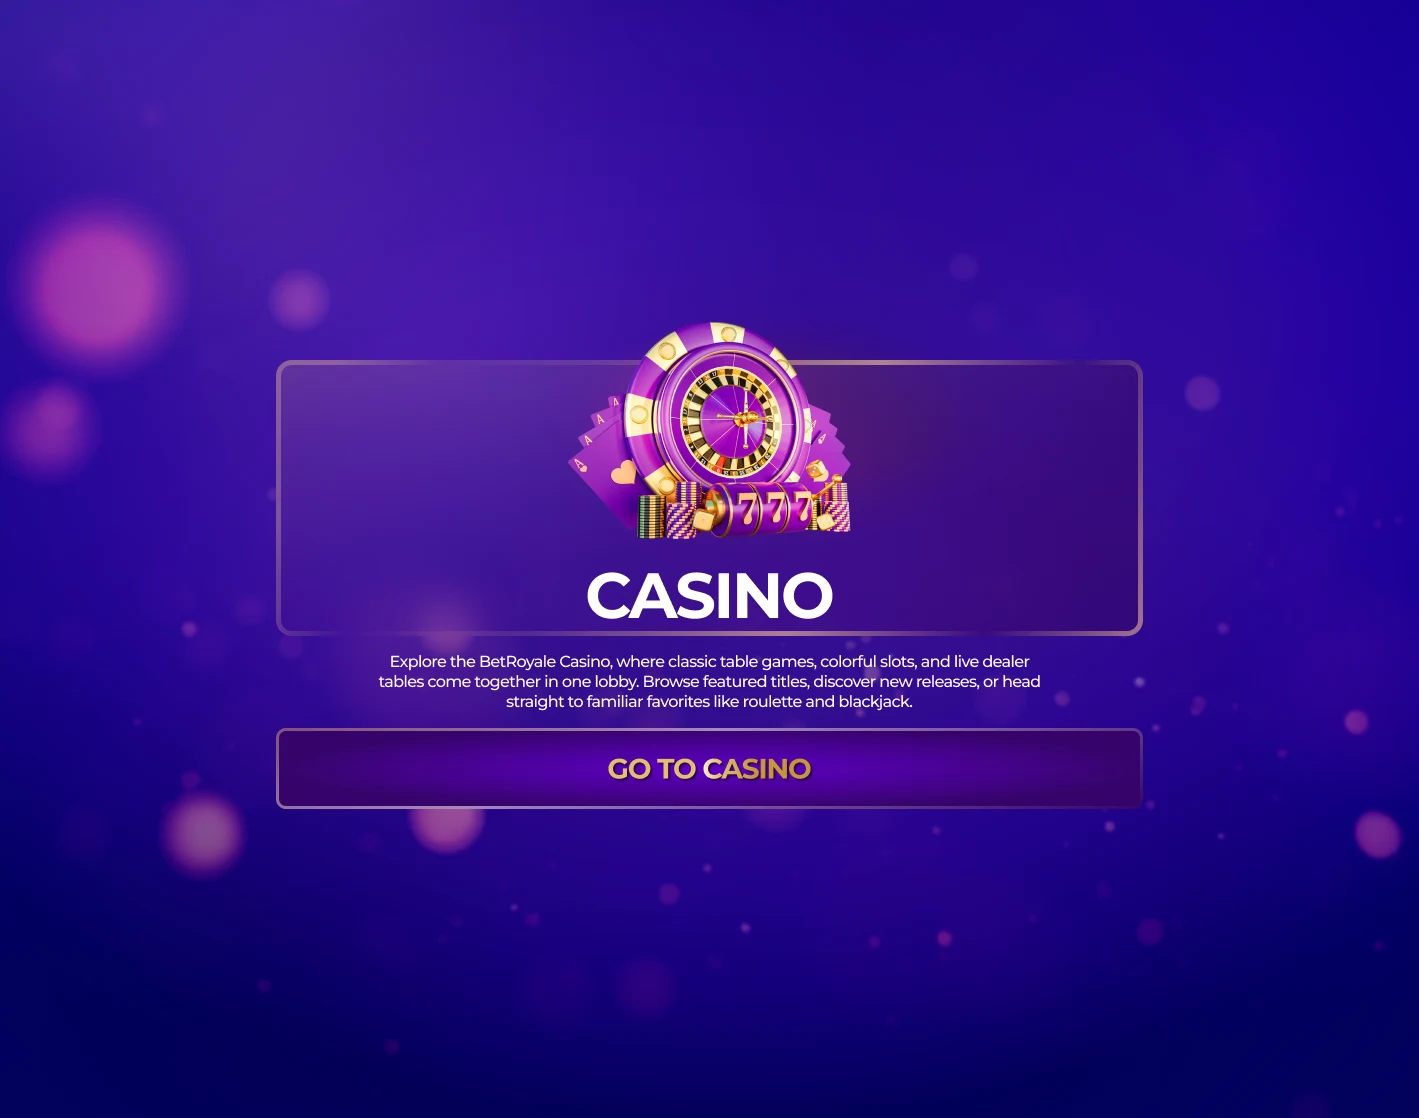 A
A
A
A
777
CASINO
Explore the BetRoyale Casino, where classic table games, colorful slots, and live dealer
tables come together in one lobby. Browse featured titles, discover new releases, or head
straight to familiar favorites like roulette and blackjack.
GO TO CASINO